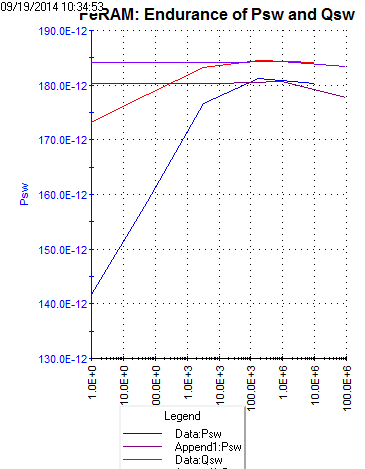 09/19/2014 10:34:53
FeRAM: Endurance of Psw and Qsw
190.0E-12
180.0E-12
170.0E-12
160.0E-12
150.0E-12
140.0E-12
130.0E-12
Psw
1.0E+0
10.0E+0
100.0E+0
1.0E+3
10.0E+3
100.0E+3
1.0E+6
10.0E+6
100.0E+6
Legend
Data:Psw
Append1:Psw
Data:Qsw